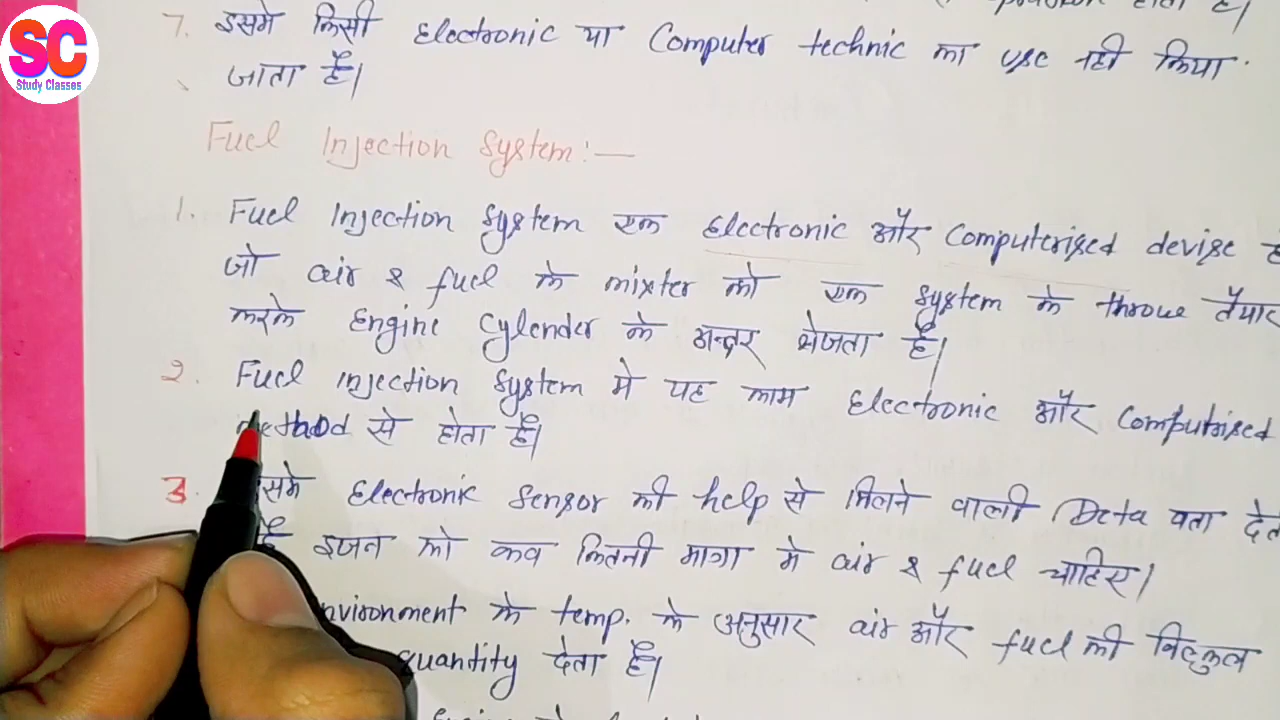 SC
Study Classes
होता है।
7. इसमे किसी Electronic या Computer technic का use नही किया
जाता है।
Fuel Injection System:—
1. Fuel Injection System एक Electronic और Computerised devise
जो air & fuel के mixter को एक system के throue तैयार
करके Engine Cylender के अन्दर भेजता है।
2. Fuel Injection System मे यह काम Electronic और Computrised
methaod से होता है।
3. इसमे Electronic Sensor की help से मिलने वाली Deta पता देत
है इंजन को कब कितनी मात्रा मे air & fuel चाहिए।
nvironment के temp. के अनुसार air और fuel की बिल्कुल
quantity देता है।